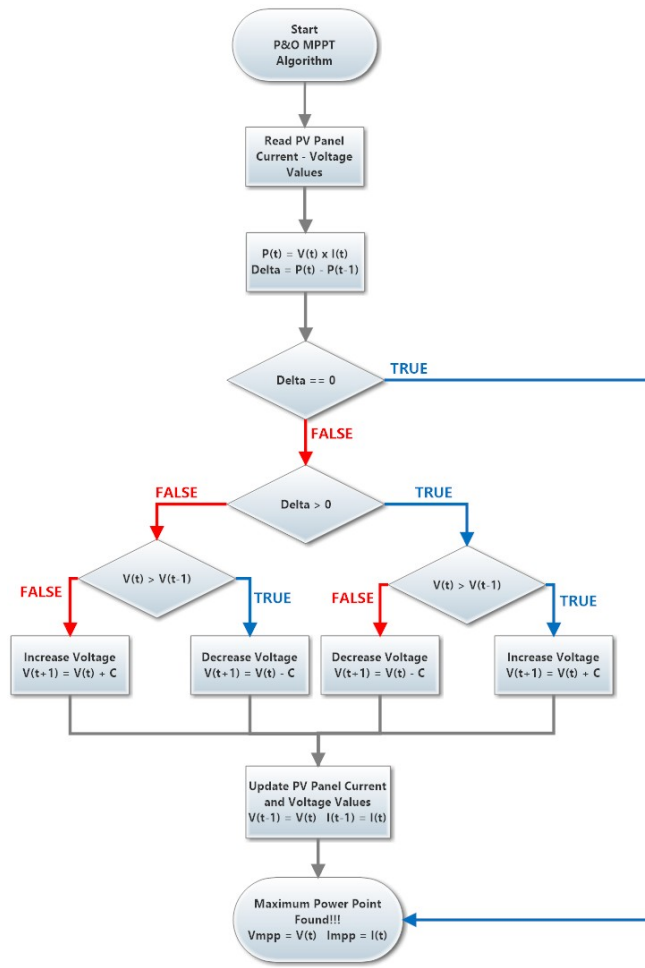 Start
P&O MPPT
Algorithm
Read PV Panel
Current - Voltage
Values
P(t) = V(t) x I(t)
Delta = P(t) - P(t-1)
Delta == 0
TRUE
FALSE
Delta > 0
FALSE
TRUE
V(t) > V(t-1)
FALSE
TRUE
V(t) > V(t-1)
FALSE
TRUE
Increase Voltage
V(t+1) = V(t) + C
Decrease Voltage
V(t+1) = V(t) - C
Decrease Voltage
V(t+1) = V(t) - C
Increase Voltage
V(t+1) = V(t) + C
Update PV Panel Current
and Voltage Values
V(t-1) = V(t) I(t-1) = I(t)
Maximum Power Point
Found!!!
Vmpp = V(t) Impp = I(t)